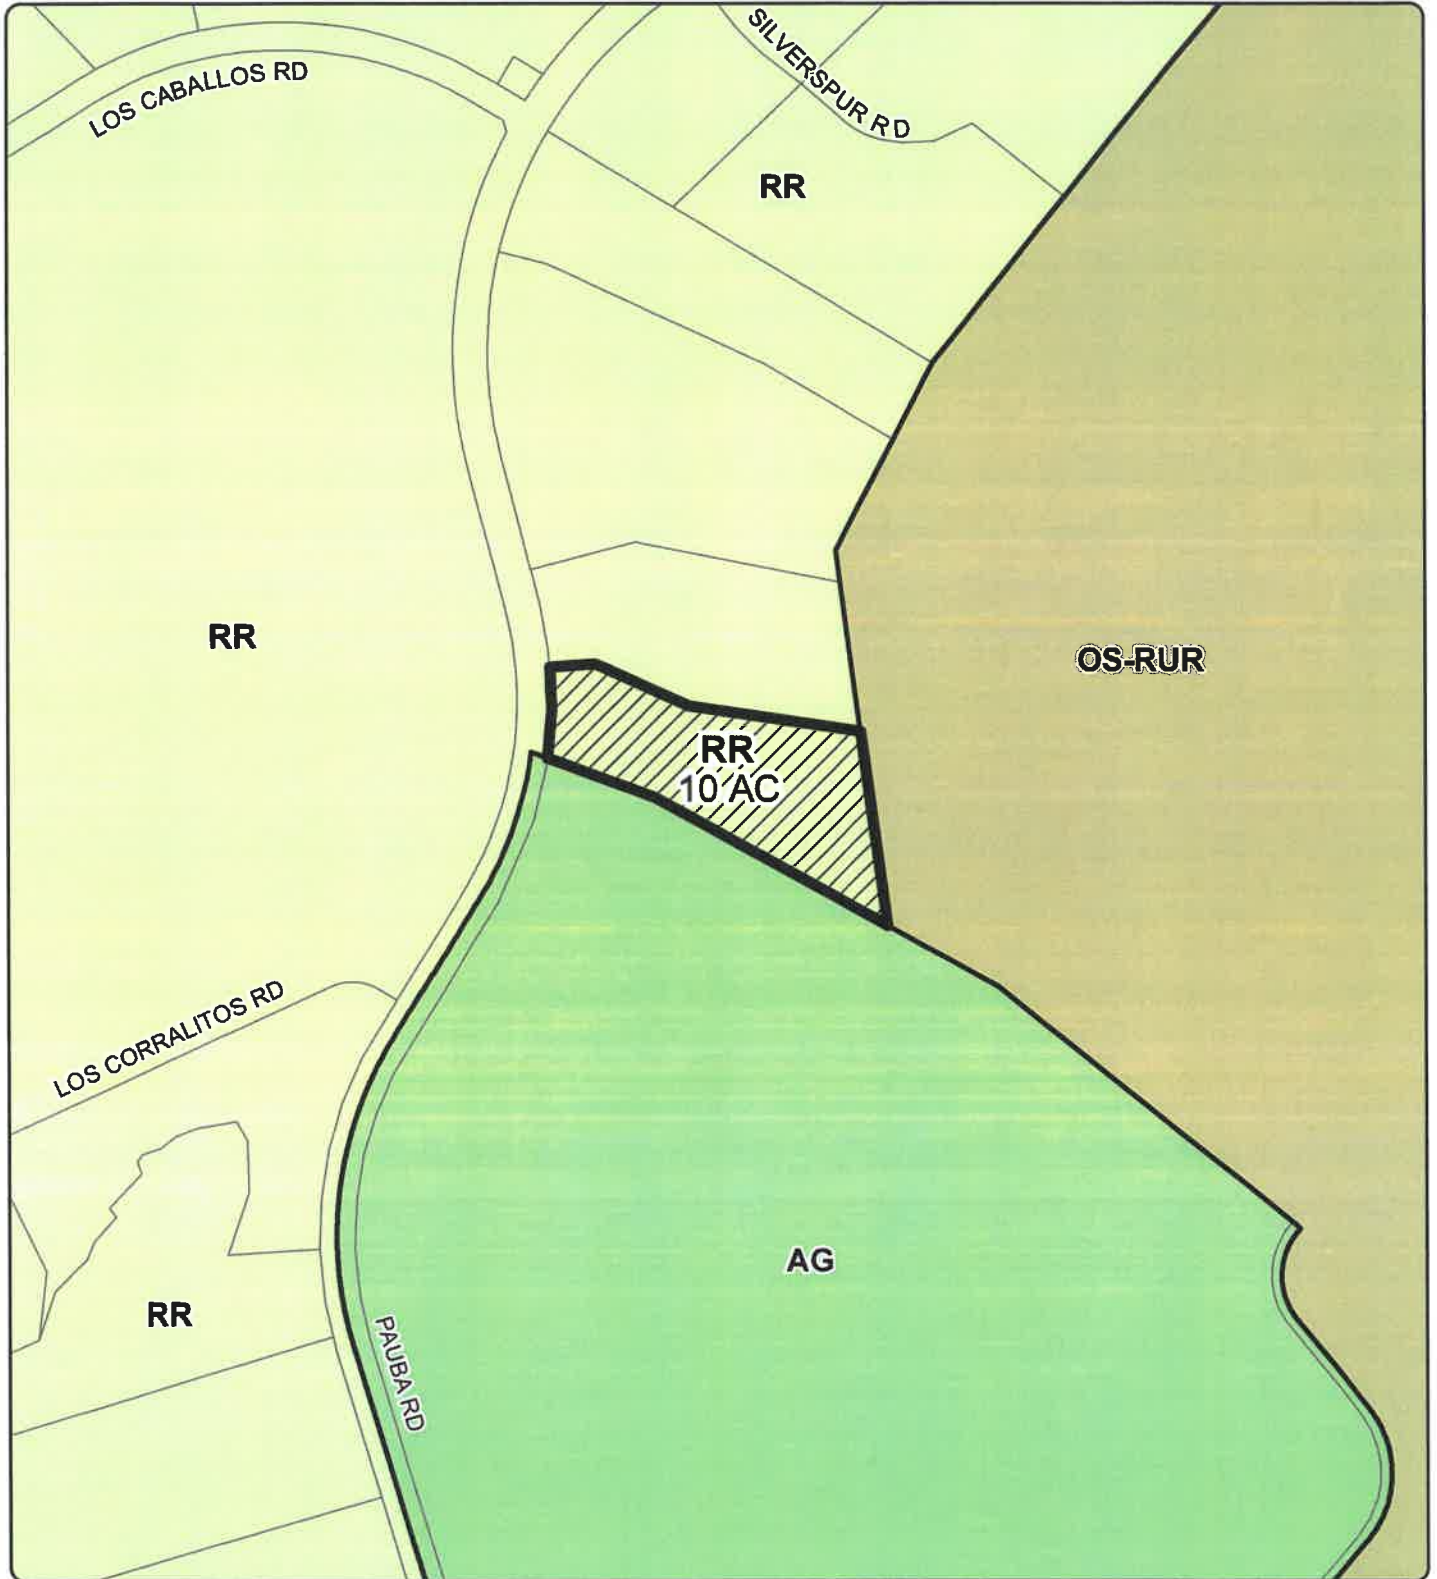 LOS CABALLOS RD
SILVERSPUR RD
RR
RR
OS-RUR
RR
10 AC
LOS CORRALITOS RD
AG
RR
PAUBA RD